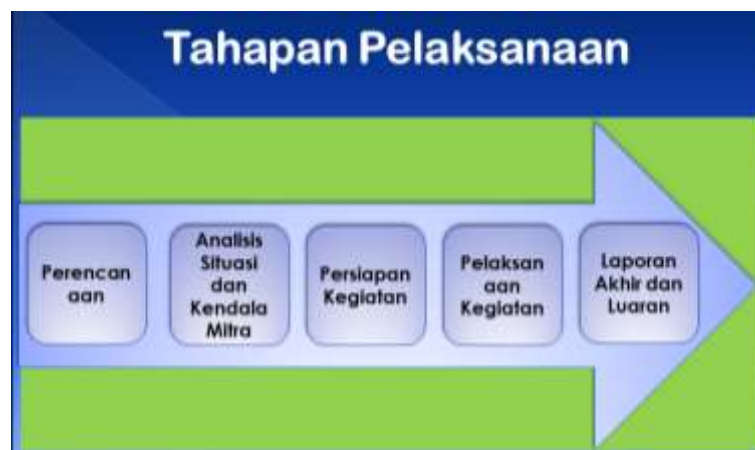 Tahapan Pelaksanaan
Perencan
aan
Analisis
Situasi
dan
Kendala
Mitra
Persiapan
Kegiatan
Pelaksan
aan
Kegiatan
Laporan
Akhir dan
Luaran